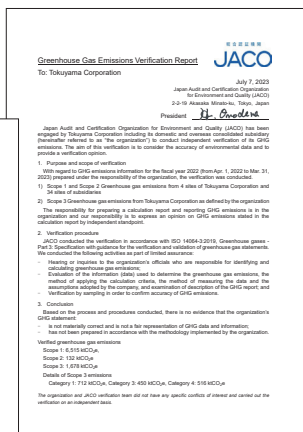 総合認証機構
JACO
Greenhouse Gas Emissions Verification Report
To: Tokuyama Corporation
July 7, 2023
Japan Audit and Certification Organization
for Environment and Quality (JACO)
2-2-19 Akasaka Minato-ku, Tokyo, Japan
President
Japan Audit and Certification Organization for Environment and Quality (JACO) has been
engaged by Tokuyama Corporation including its domestic and overseas consolidated subsidiary
(hereinafter referred to as "the organization") to conduct independent verification of its GHG
emissions. The aim of this verification is to consider the accuracy of environmental data and to
provide a verification opinion.
1. Purpose and scope of verification
With regard to GHG emissions information for the fiscal year 2022 (from Apr. 1, 2022 to Mar. 31,
2023) prepared under the responsibility of the organization, the verification was conducted.
1) Scope 1 and Scope 2 Greenhouse gas emissions from 4 sites of Tokuyama Corporation and
34 sites of subsidiaries
2) Scope 3 Greenhouse gas emissions from Tokuyama Corporation as defined by the organization
The responsibility for preparing a calculation report and reporting GHG emissions is in the
organization and our responsibility is to express an opinion on GHG emissions stated in the
calculation report by independent standpoint.
2. Verification procedure
JACO conducted the verification in accordance with ISO 14064-3:2019, Greenhouse gases -
Part 3: Specification with guidance for the verification and validation of greenhouse gas statements.
We conducted the following activities as part of limited assurance:
- Hearing or inquiries to the organization's officials who are responsible for identifying and
calculating greenhouse gas emissions;
- Evaluation of the information (data) used to determine the greenhouse gas emissions, the
method of applying the calculation criteria, the method of measuring the data and the
assumptions adopted by the company, and examination of description of the GHG report; and
- Verification by sampling in order to confirm accuracy of GHG emissions.
3. Conclusion
Based on the process and procedures conducted, there is no evidence that the organization's
GHG statement:
- is not materially correct and is not a fair representation of GHG data and information;
- has not been prepared in accordance with the methodology implemented by the organization.
Verified greenhouse gas emissions
Scope 1: 6,515 ktCO₂e
Scope 2: 132 ktCO₂e
Scope 3: 1,678 ktCO₂e
Details of Scope 3 emissions
Category 1: 712 ktCO₂e, Category 3: 450 ktCO₂e, Category 4: 516 ktCO₂e
The organization and JACO verification team did not have any specific conflicts of interest and carried out the
verification on an independent basis.